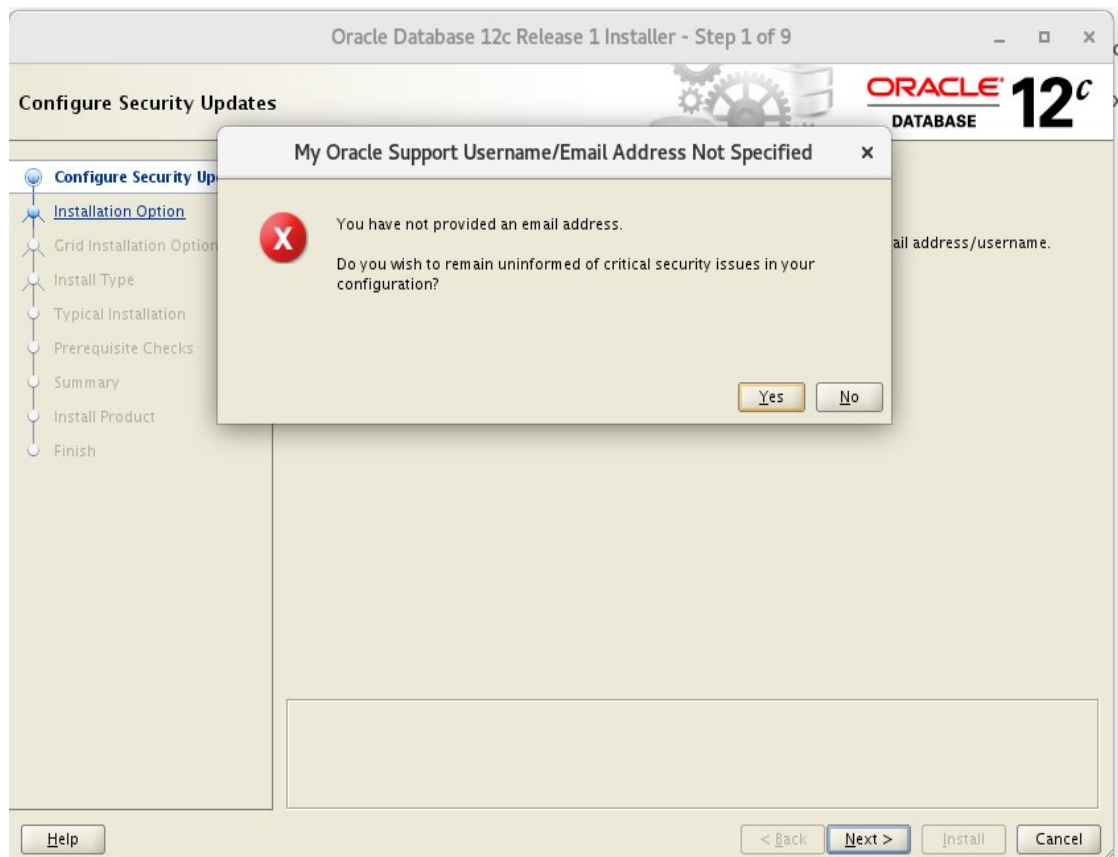 Oracle Database 12c Release 1 Installer - Step 1 of 9
Configure Security Updates
ORACLE
DATABASE
12c
My Oracle Support Username/Email Address Not Specified
You have not provided an email address.
Do you wish to remain uninformed of critical security issues in your
configuration?
Yes
No
Configure Security Up
Installation Option
Grid Installation Option
Install Type
Typical Installation
Prerequisite Checks
Summary
Install Product
Finish
ail address/username.
Help
< Back
Next >
Install
Cancel